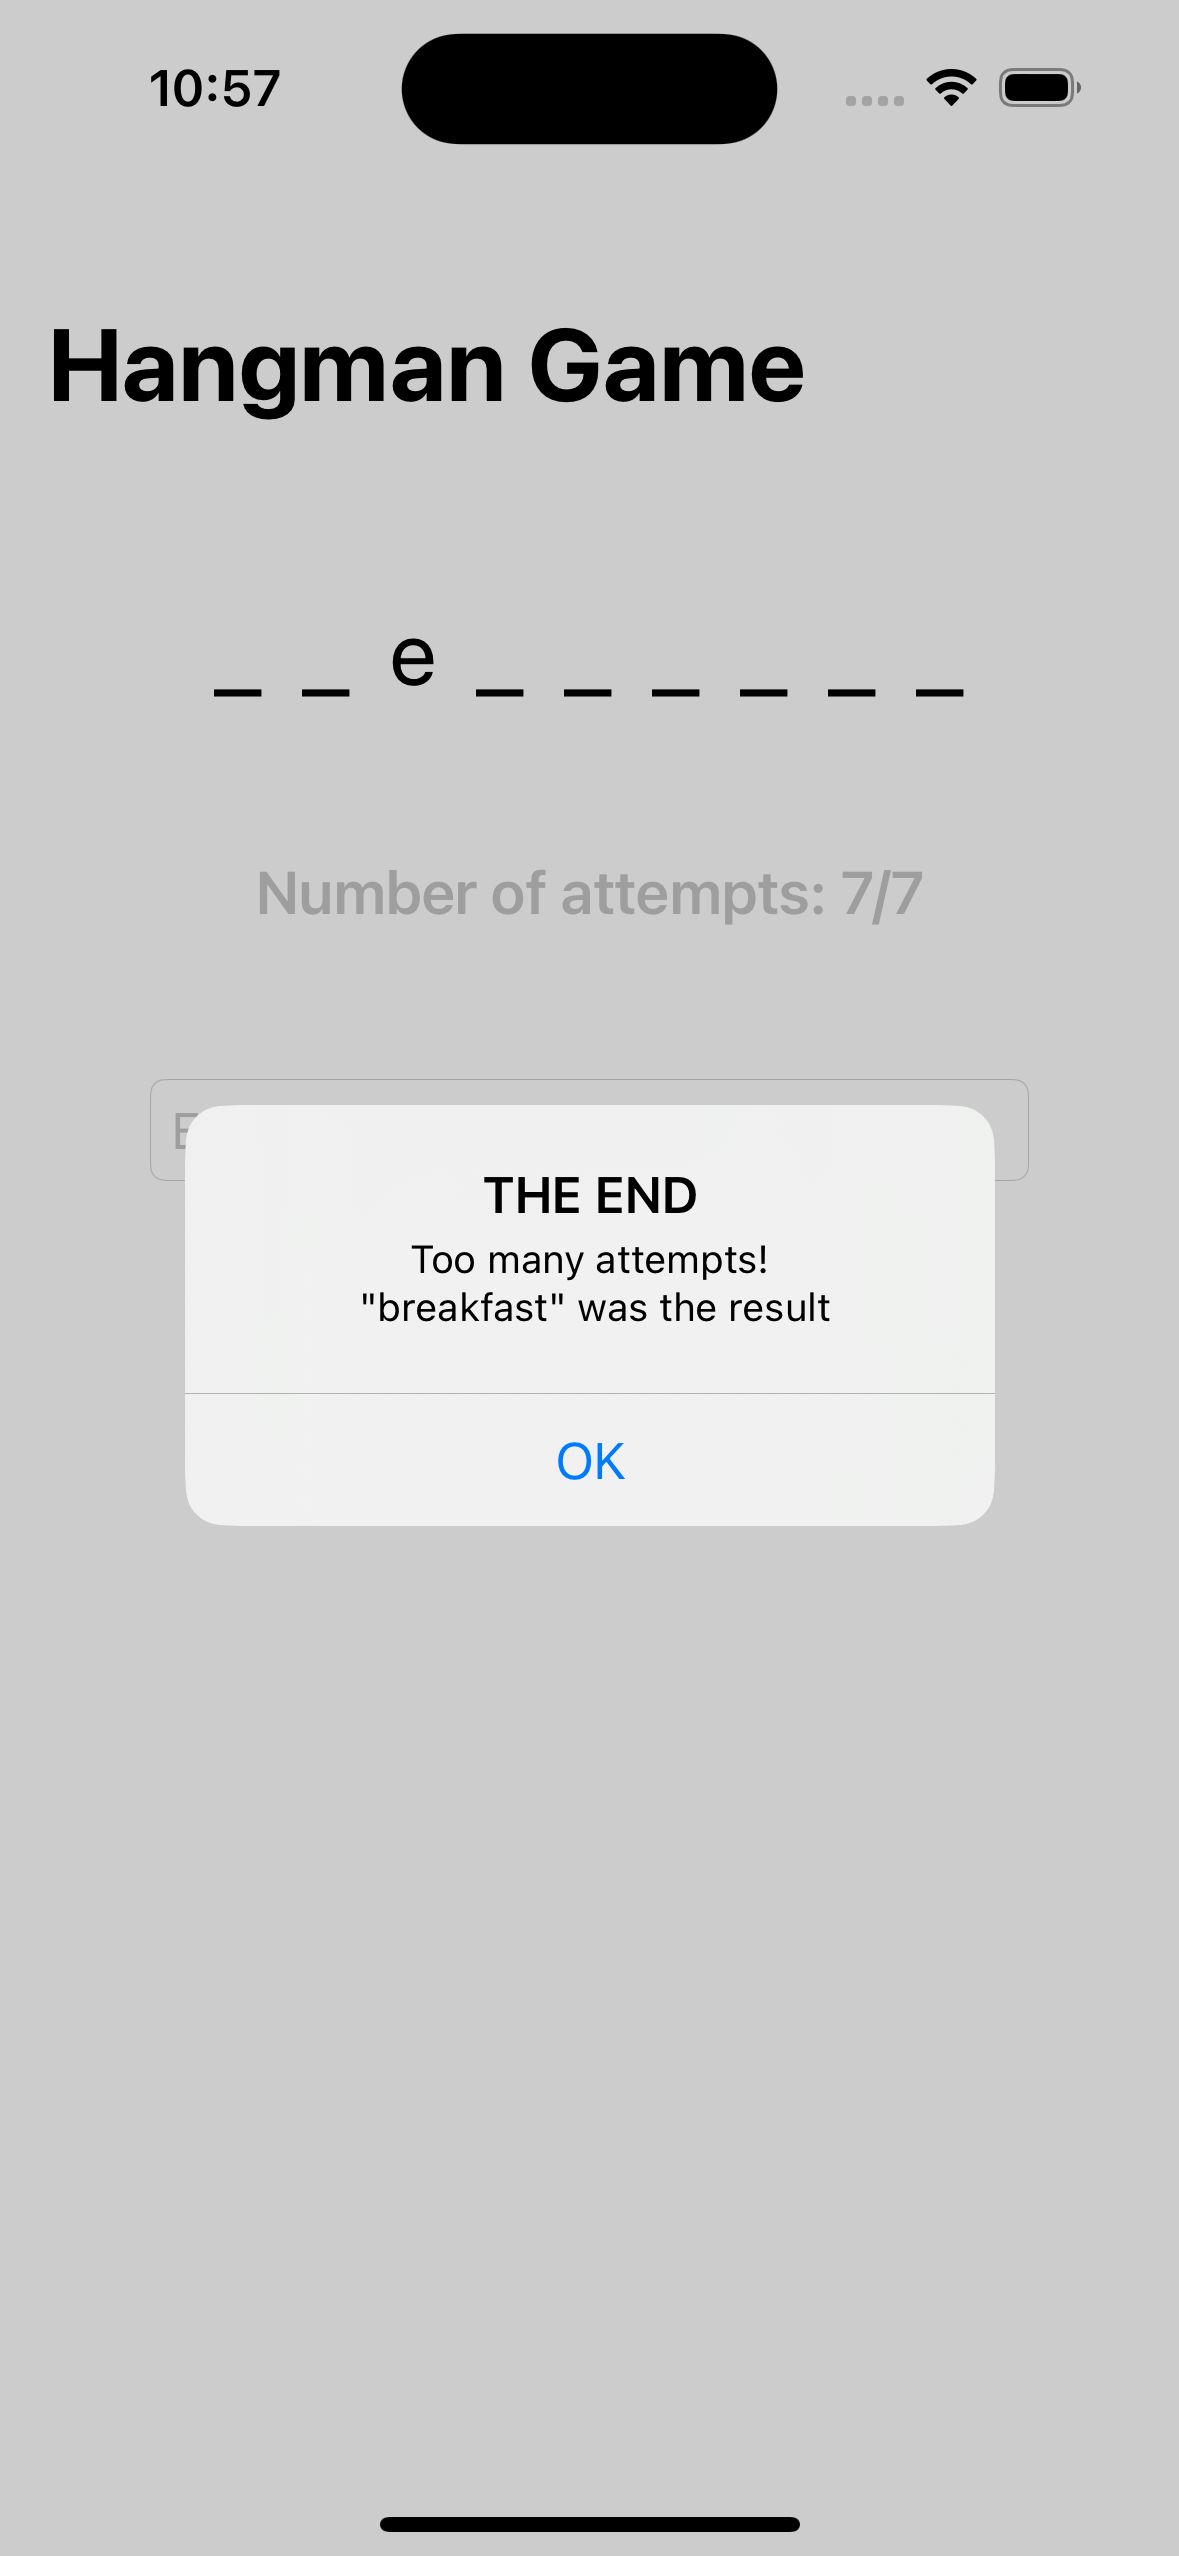 10:57
Hangman Game
_ _ e _ _ _ _ _ _
Number of attempts: 7/7
THE END
Too many attempts!
"breakfast" was the result
OK